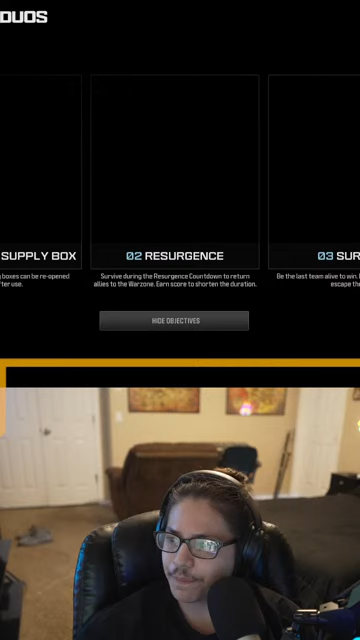 DUOS
SUPPLY BOX
boxes can be re-opened
after use.
02 RESURGENCE
Survive during the Resurgence Countdown to return
allies to the Warzone. Earn score to shorten the duration.
03 SUR
Be the last team alive to win.
escape the
HIDE OBJECTIVES